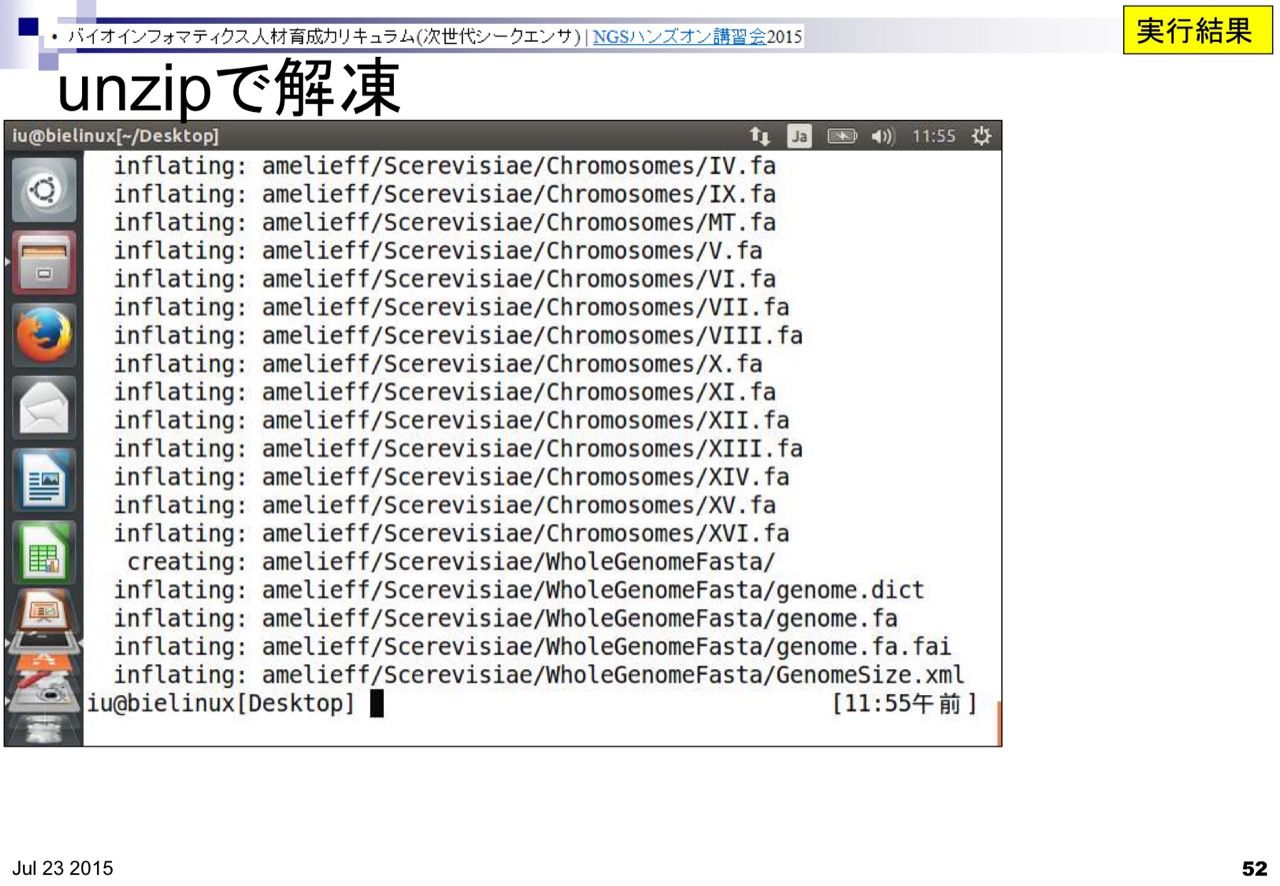 • バイオインフォマティクス人材育成カリキュラム(次世代シークエンサ) | NGSハンズオン講習会2015
実行結果
unzipで解凍
iu@bielinux[~/Desktop]
Ja
11:55
inflating: amelieff/Scerevisiae/Chromosomes/IV.fa
inflating: amelieff/Scerevisiae/Chromosomes/IX.fa
inflating: amelieff/Scerevisiae/Chromosomes/MT.fa
inflating: amelieff/Scerevisiae/Chromosomes/V.fa
inflating: amelieff/Scerevisiae/Chromosomes/VI.fa
inflating: amelieff/Scerevisiae/Chromosomes/VII.fa
inflating: amelieff/Scerevisiae/Chromosomes/VIII.fa
inflating: amelieff/Scerevisiae/Chromosomes/X.fa
inflating: amelieff/Scerevisiae/Chromosomes/XI.fa
inflating: amelieff/Scerevisiae/Chromosomes/XII.fa
inflating: amelieff/Scerevisiae/Chromosomes/XIII.fa
inflating: amelieff/Scerevisiae/Chromosomes/XIV.fa
inflating: amelieff/Scerevisiae/Chromosomes/XV.fa
inflating: amelieff/Scerevisiae/Chromosomes/XVI.fa
creating: amelieff/Scerevisiae/WholeGenomeFasta/
inflating: amelieff/Scerevisiae/WholeGenomeFasta/genome.dict
inflating: amelieff/Scerevisiae/WholeGenomeFasta/genome.fa
inflating: amelieff/Scerevisiae/WholeGenomeFasta/genome.fa.fai
inflating: amelieff/Scerevisiae/WholeGenomeFasta/GenomeSize.xml
iu@bielinux[Desktop] [11:55午前]
Jul 23 2015
52